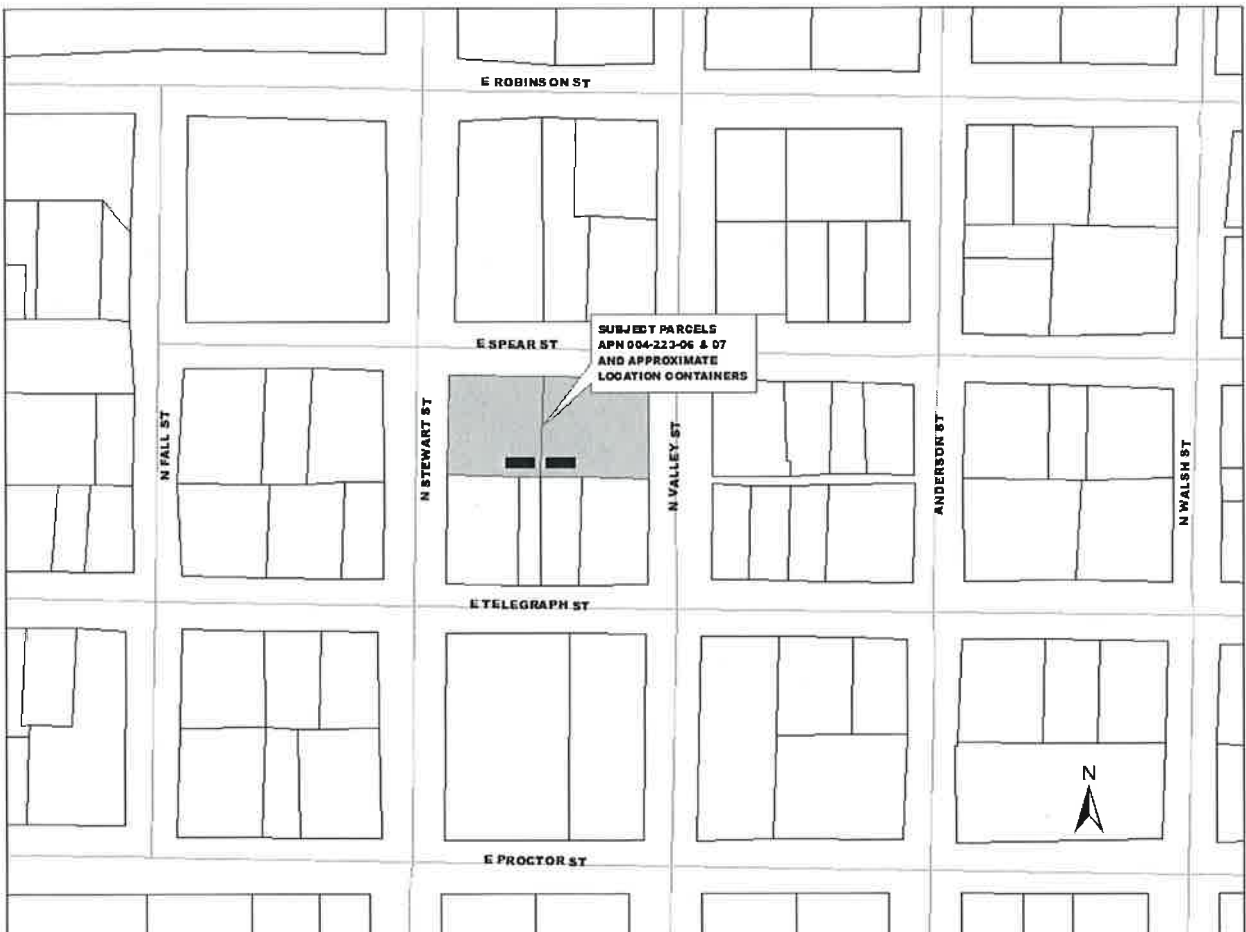 E ROBINSON ST
SUBJECT PARCELS
APN 004-223-06 & 07
AND APPROXIMATE
LOCATION CONTAINERS
E SPEAR ST
N FALL ST
N STEWART ST
N VALLEY ST
ANDERSON ST
N WALSH ST
E TELEGRAPH ST
N
E PROCTOR ST